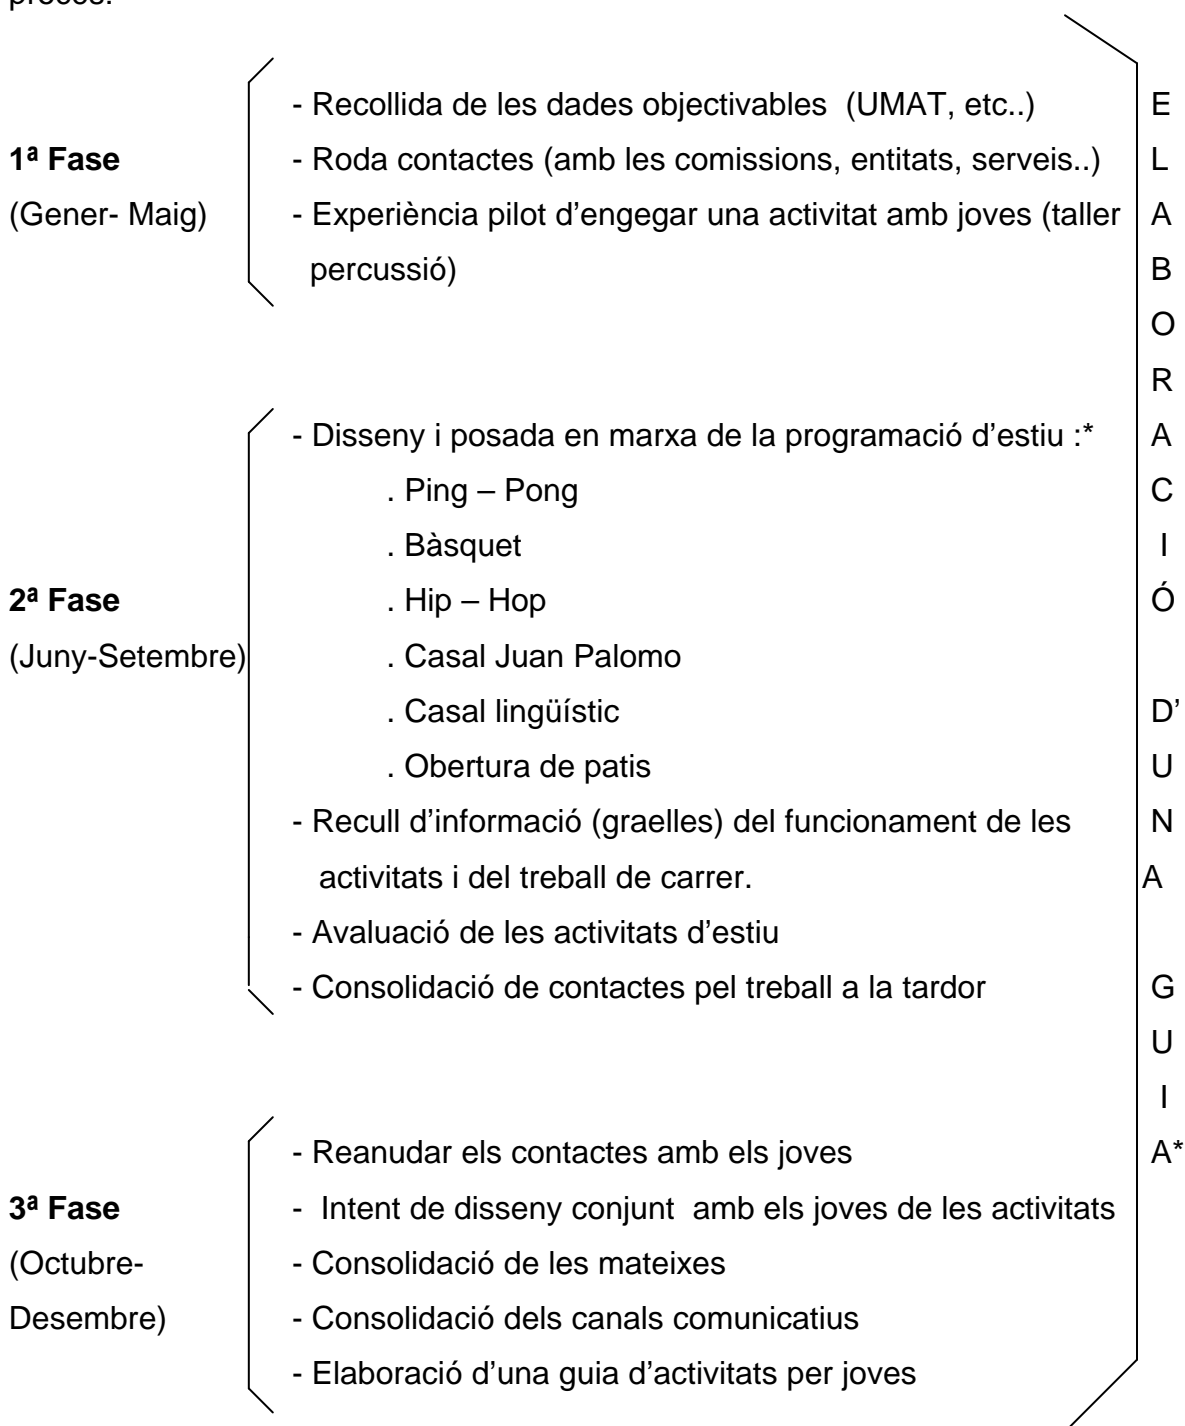 procés:
- Recollida de les dades objectivables (UMAT, etc..)
1ª Fase - Roda contactes (amb les comissions, entitats, serveis..)
(Gener- Maig) - Experiència pilot d'engegar una activitat amb joves (taller
percussió)
- Disseny i posada en marxa de la programació d'estiu :*
. Ping – Pong
. Bàsquet
2ª Fase . Hip – Hop
(Juny-Setembre) . Casal Juan Palomo
. Casal lingüístic
. Obertura de patis
- Recull d'informació (graelles) del funcionament de les
activitats i del treball de carrer.
- Avaluació de les activitats d'estiu
- Consolidació de contactes pel treball a la tardor
- Reanudar els contactes amb els joves
3ª Fase - Intent de disseny conjunt amb els joves de les activitats
(Octubre- - Consolidació de les mateixes
Desembre) - Consolidació dels canals comunicatius
- Elaboració d'una guia d'activitats per joves
ELABORACIÓ D'UNA GUIA*